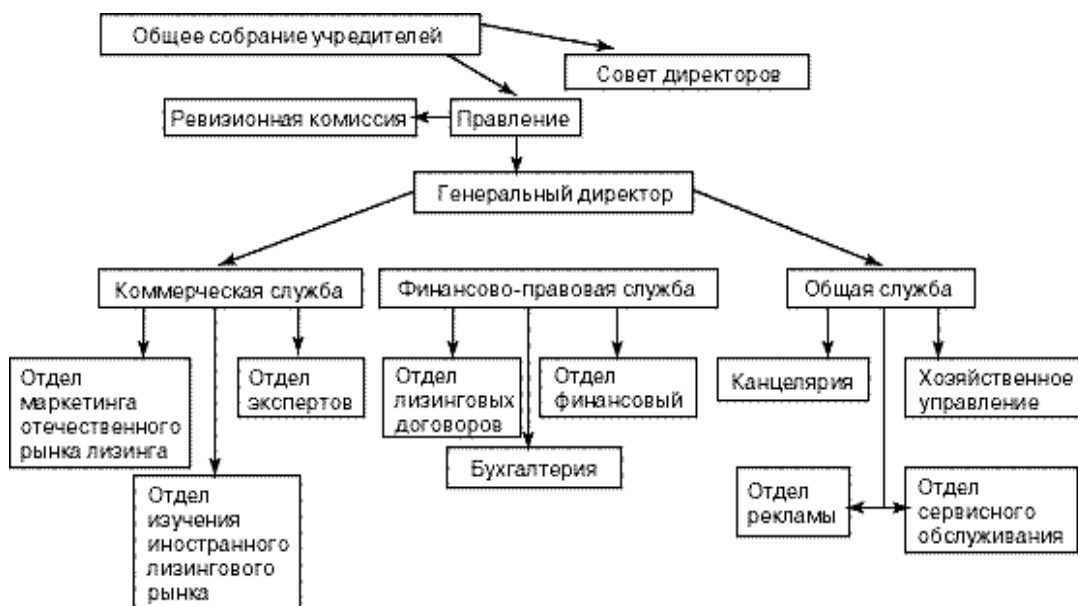 Общее собрание учредителей
Совет директоров
Ревизионная комиссия
Правление
Генеральный директор
Коммерческая служба
Финансово-правовая служба
Общая служба
Отдел
маркетинга
отечественного
рынка лизинга
Отдел
экспертов
Отдел
лизинговых
договоров
Отдел
финансовый
Канцелярия
Хозяйственное
управление
Бухгалтерия
Отдел
изучения
иностранного
лизингового
рынка
Отдел
рекламы
Отдел
сервисного
обслуживания